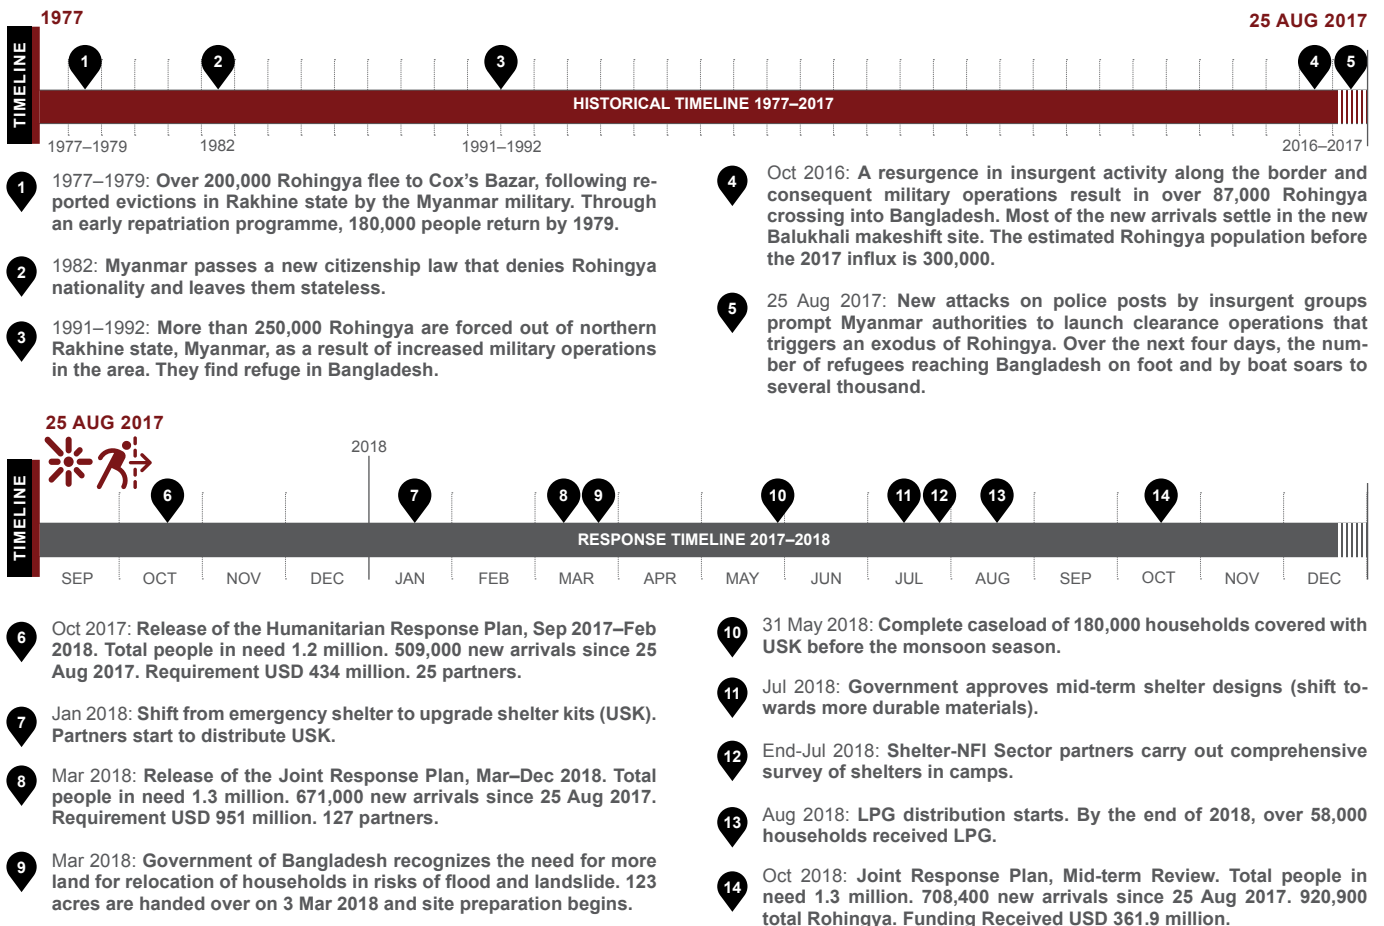 1977
25 AUG 2017
TIMELINE
1
2
3
4
5
HISTORICAL TIMELINE 1977–2017
1977–1979
1982
1991–1992
2016–2017
1
1977–1979: Over 200,000 Rohingya flee to Cox's Bazar, following re-
ported evictions in Rakhine state by the Myanmar military. Through
an early repatriation programme, 180,000 people return by 1979.
2
1982: Myanmar passes a new citizenship law that denies Rohingya
nationality and leaves them stateless.
3
1991–1992: More than 250,000 Rohingya are forced out of northern
Rakhine state, Myanmar, as a result of increased military operations
in the area. They find refuge in Bangladesh.
4
Oct 2016: A resurgence in insurgent activity along the border and
consequent military operations result in over 87,000 Rohingya
crossing into Bangladesh. Most of the new arrivals settle in the new
Balukhali makeshift site. The estimated Rohingya population before
the 2017 influx is 300,000.
5
25 Aug 2017: New attacks on police posts by insurgent groups
prompt Myanmar authorities to launch clearance operations that
triggers an exodus of Rohingya. Over the next four days, the num-
ber of refugees reaching Bangladesh on foot and by boat soars to
several thousand.
25 AUG 2017
2018
TIMELINE
6
7
8
9
10
11
12
13
14
RESPONSE TIMELINE 2017–2018
SEP
OCT
NOV
DEC
JAN
FEB
MAR
APR
MAY
JUN
JUL
AUG
SEP
OCT
NOV
DEC
6
Oct 2017: Release of the Humanitarian Response Plan, Sep 2017–Feb
2018. Total people in need 1.2 million. 509,000 new arrivals since 25
Aug 2017. Requirement USD 434 million. 25 partners.
7
Jan 2018: Shift from emergency shelter to upgrade shelter kits (USK).
Partners start to distribute USK.
8
Mar 2018: Release of the Joint Response Plan, Mar–Dec 2018. Total
people in need 1.3 million. 671,000 new arrivals since 25 Aug 2017.
Requirement USD 951 million. 127 partners.
9
Mar 2018: Government of Bangladesh recognizes the need for more
land for relocation of households in risks of flood and landslide. 123
acres are handed over on 3 Mar 2018 and site preparation begins.
10
31 May 2018: Complete caseload of 180,000 households covered with
USK before the monsoon season.
11
Jul 2018: Government approves mid-term shelter designs (shift to-
wards more durable materials).
12
End-Jul 2018: Shelter-NFI Sector partners carry out comprehensive
survey of shelters in camps.
13
Aug 2018: LPG distribution starts. By the end of 2018, over 58,000
households received LPG.
14
Oct 2018: Joint Response Plan, Mid-term Review. Total people in
need 1.3 million. 708,400 new arrivals since 25 Aug 2017. 920,900
total Rohingya. Funding Received USD 361.9 million.